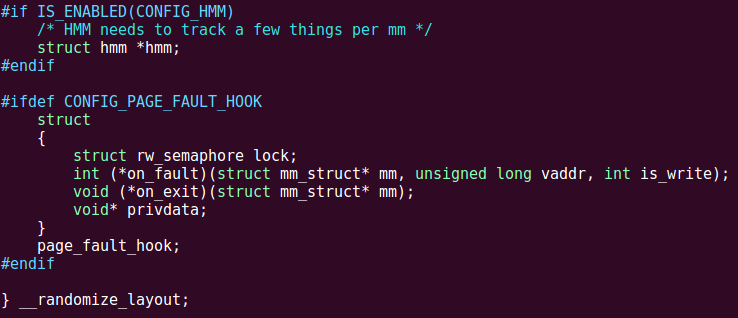 #if IS_ENABLED(CONFIG_HMM)
    /* HMM needs to track a few things per mm */
    struct hmm *hmm;
#endif

#ifdef CONFIG_PAGE_FAULT_HOOK
    struct
    {
        struct rw_semaphore lock;
        int (*on_fault)(struct mm_struct* mm, unsigned long vaddr, int is_write);
        void (*on_exit)(struct mm_struct* mm);
        void* privdata;
    }
    page_fault_hook;
#endif

} __randomize_layout;